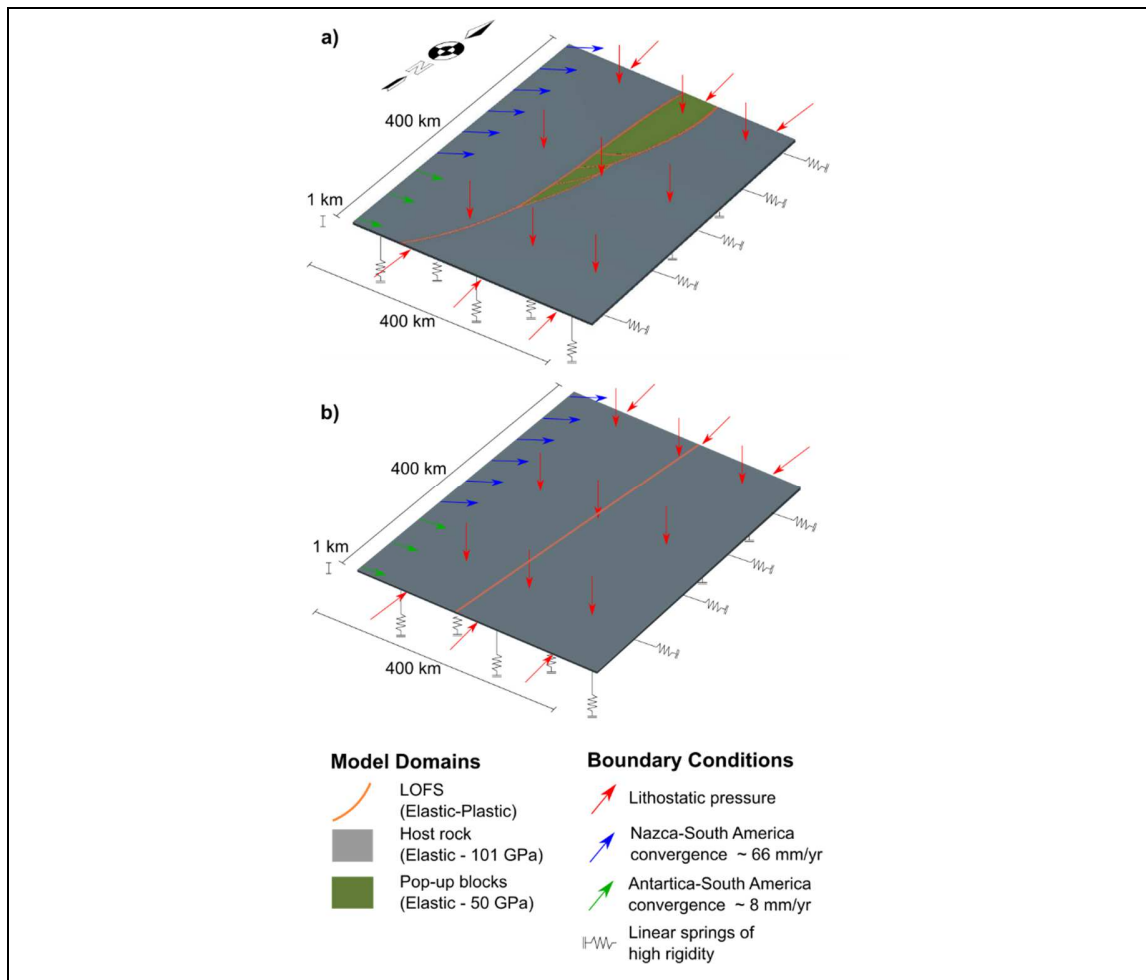 a)
N
400 km
1 km
400 km
b)
400 km
1 km
400 km
Model Domains
LOFS
(Elastic-Plastic)
Host rock
(Elastic - 101 GPa)
Pop-up blocks
(Elastic - 50 GPa)
Boundary Conditions
Lithostatic pressure
Nazca-South America
convergence ~ 66 mm/yr
Antartica-South America
convergence ~ 8 mm/yr
Linear springs of
high rigidity